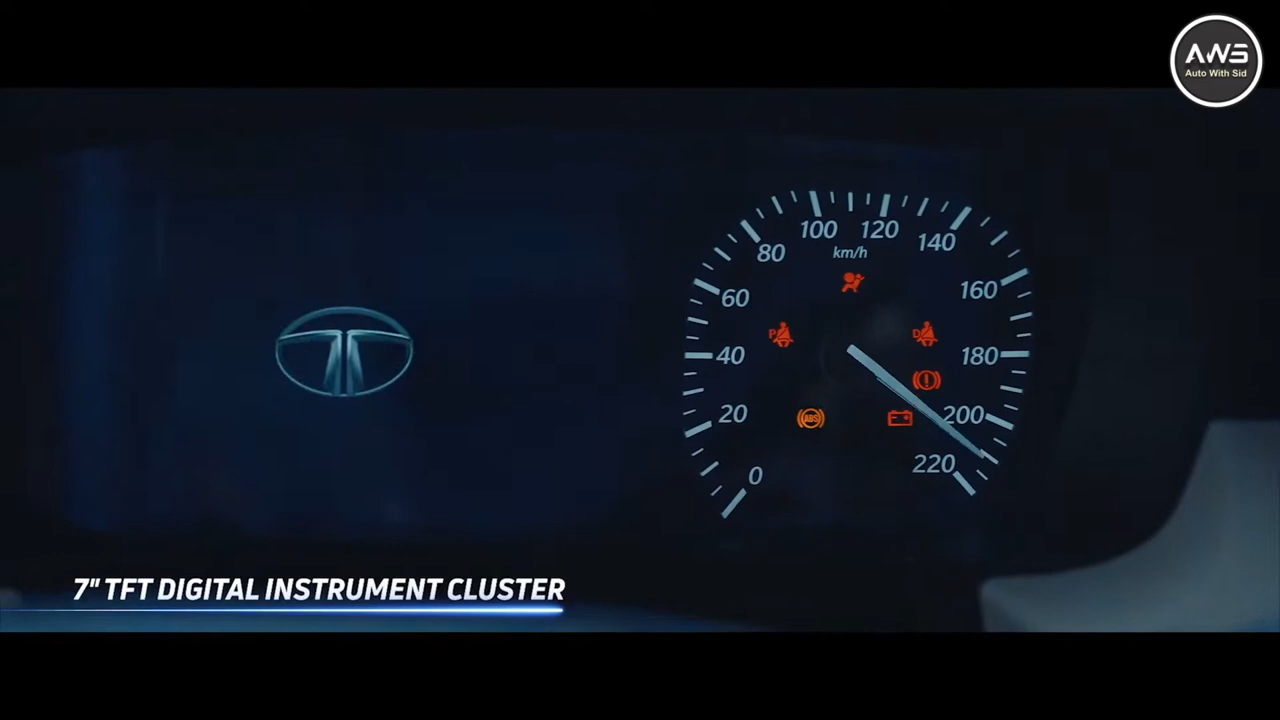 AWS
Auto With Sid
100
120
80
140
km/h
60
160
P
D
40
180
ABS
20
200
0
220
7" TFT DIGITAL INSTRUMENT CLUSTER